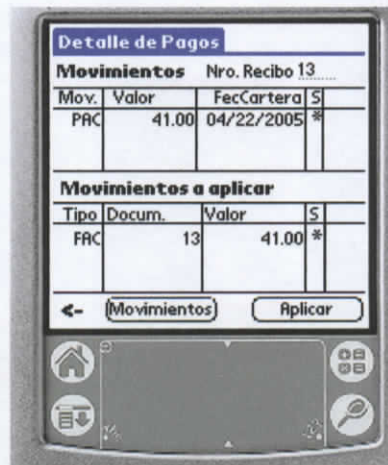 Detalle de Pagos
Movimientos Nro. Recibo 13
Mov. Valor FecCartera S
PAC 41.00 04/22/2005 *
Movimientos a aplicar
Tipo Docum. Valor S
FAC 13 41.00 *
<- Movimientos Aplicar